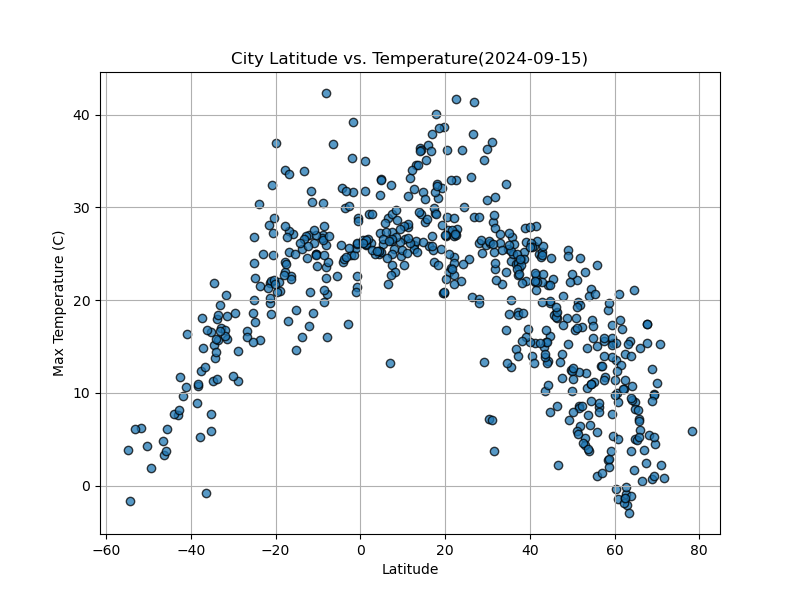 City Latitude vs. Temperature(2024-09-15)
Max Temperature (C)
40
30
20
10
0
−60 −40 −20 0 20 40 60 80
Latitude